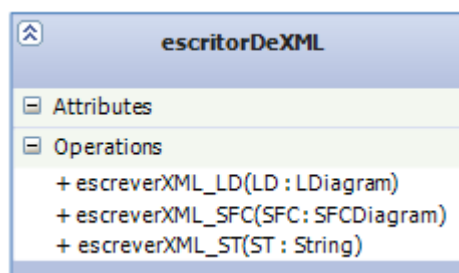 escritorDeXML
Attributes
Operations
+ escreverXML_LD(LD : LDiagram)
+ escreverXML_SFC(SFC: SFCDiagram)
+ escreverXML_ST(ST : String)